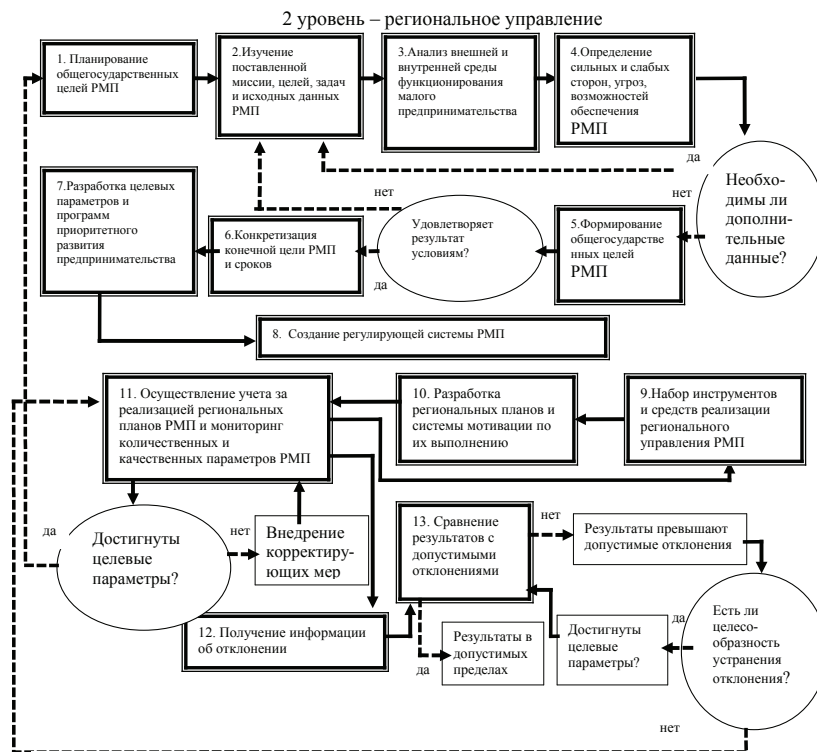 2 уровень – региональное управление
1. Планирование
общегосударственных
целей РМП
2.Изучение
поставленной
миссии, целей, задач
и исходных данных
РМП
3.Анализ внешней и
внутренней среды
функционирования
малого
предпринимательства
4.Определение
сильных и слабых
сторон, угроз,
возможностей
обеспечения
РМП
да
Необхо-
димы ли
дополни-
тельные
данные?
нет
7.Разработка целевых
параметров и
программ
приоритетного
развития
предпринимательства
6.Конкретизация
конечной цели РМП
и сроков
нет
Удовлетворяет
результат
условиям?
да
5.Формирование
общегосударстве
нных целей
РМП
8. Создание регулирующей системы РМП
11. Осуществление учета за
реализацией региональных
планов РМП и мониторинг
количественных и
качественных параметров РМП
10. Разработка
региональных планов и
системы мотивации по
их выполнению
9.Набор инструментов
и средств реализации
регионального
управления РМП
да
Достигнуты
целевые
параметры?
нет
Внедрение
корректиру-
ющих мер
13. Сравнение
результатов с
допустимыми
отклонениями
нет
Результаты превышают
допустимые отклонения
12. Получение информации
об отклонении
да
Результаты в
допустимых
пределах
Достигнуты
целевые
параметры?
да
Есть ли
целесо-
образность
устранения
отклонения?
нет